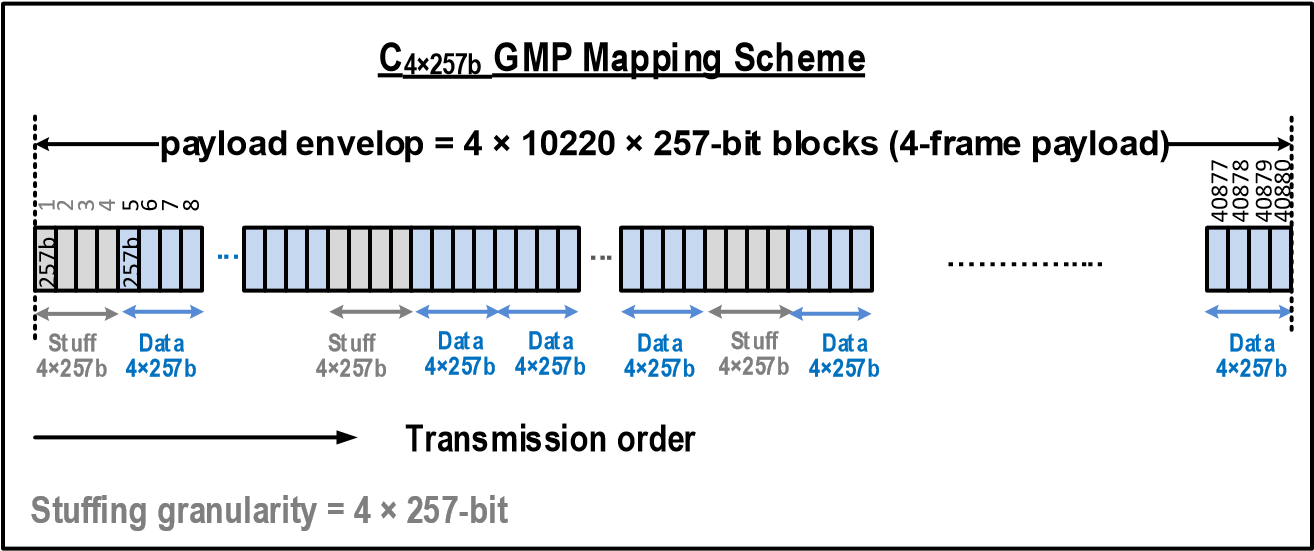 C4×257b GMP Mapping Scheme
payload envelop = 4 × 10220 × 257-bit blocks (4-frame payload)
1 2 3 4 5 6 7 8 40877 40878 40879 40880
257b 257b ... ... ...............
Stuff Data Stuff Data Data Data Stuff Data Data
4×257b 4×257b 4×257b 4×257b 4×257b 4×257b 4×257b 4×257b 4×257b
Transmission order
Stuffing granularity = 4 × 257-bit